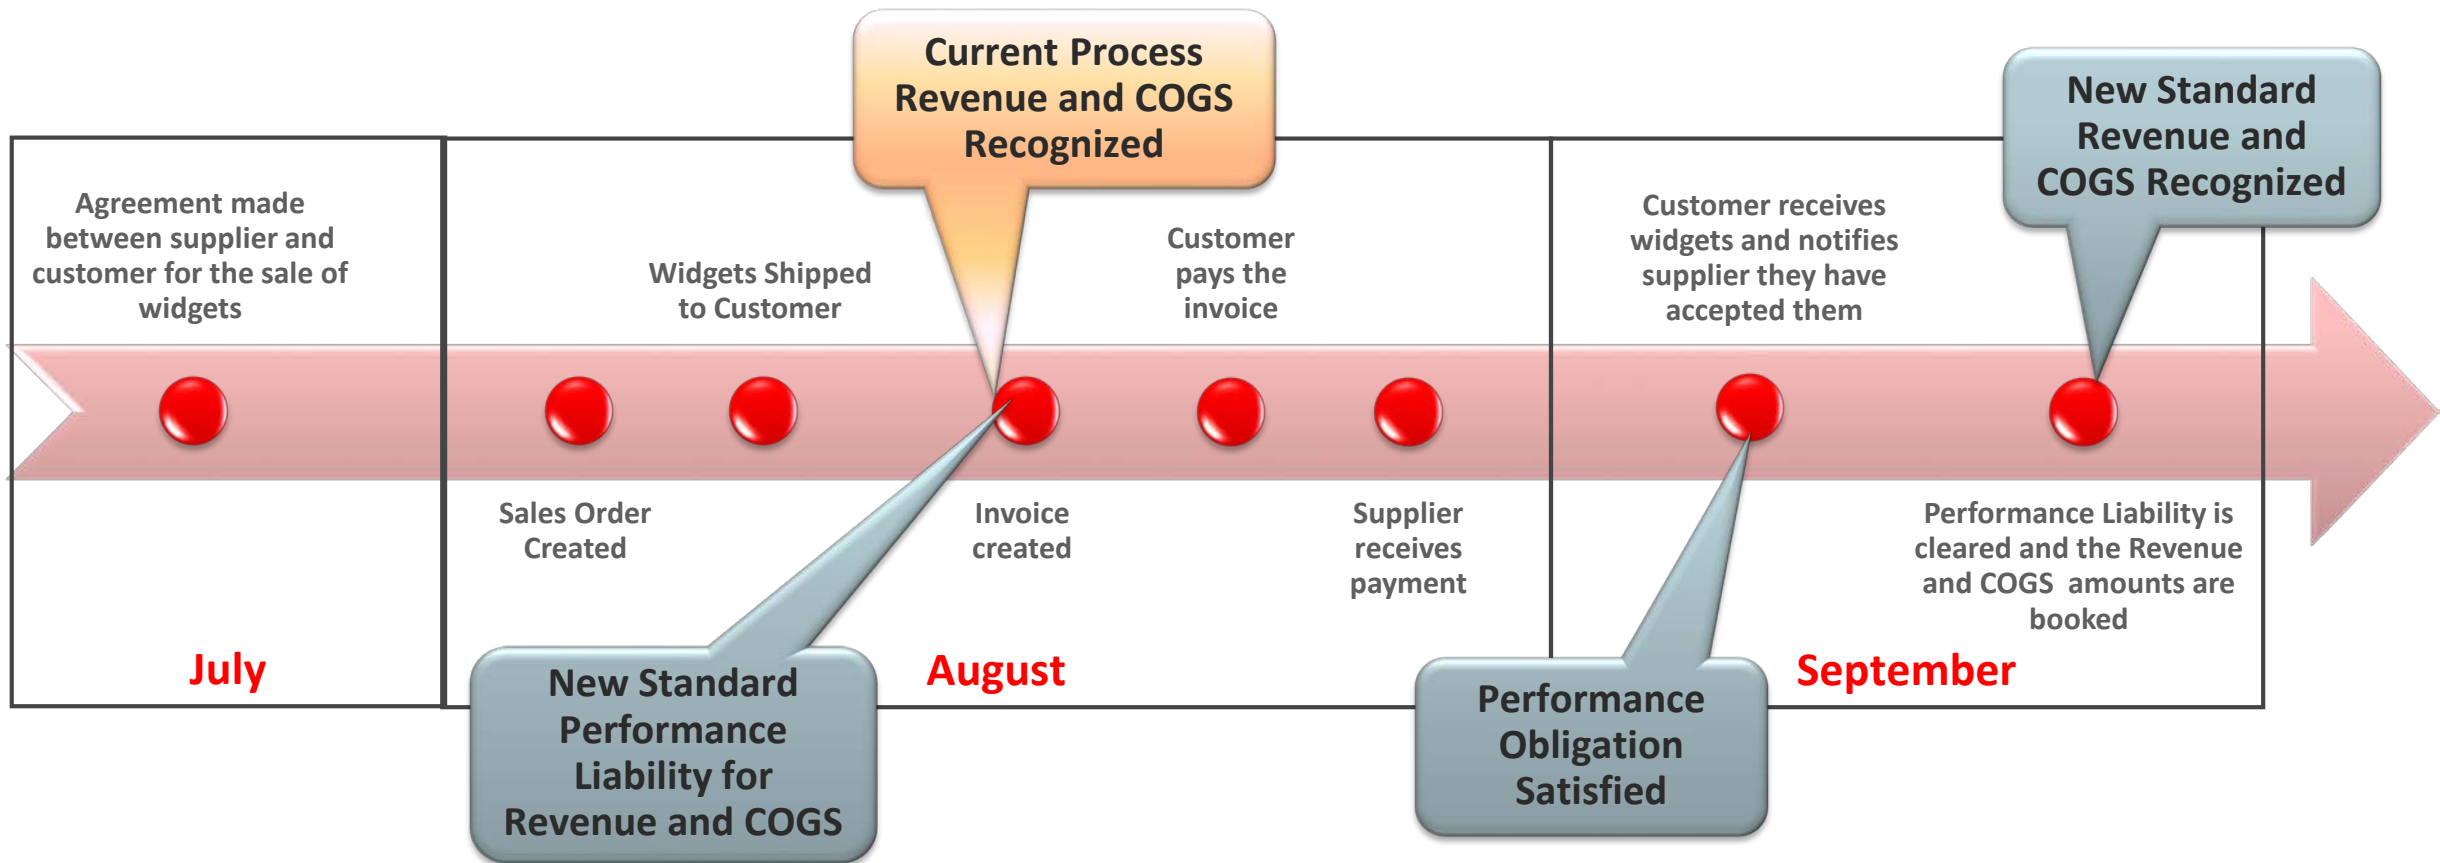 Current Process
Revenue and COGS
Recognized
New Standard
Revenue and
COGS Recognized
Agreement made
between supplier and
customer for the sale of
widgets
Widgets Shipped
to Customer
Customer
pays the
invoice
Customer receives
widgets and notifies
supplier they have
accepted them
Sales Order
Created
Invoice
created
Supplier
receives
payment
Performance Liability is
cleared and the Revenue
and COGS amounts are
booked
July
August
September
New Standard
Performance
Liability for
Revenue and COGS
Performance
Obligation
Satisfied